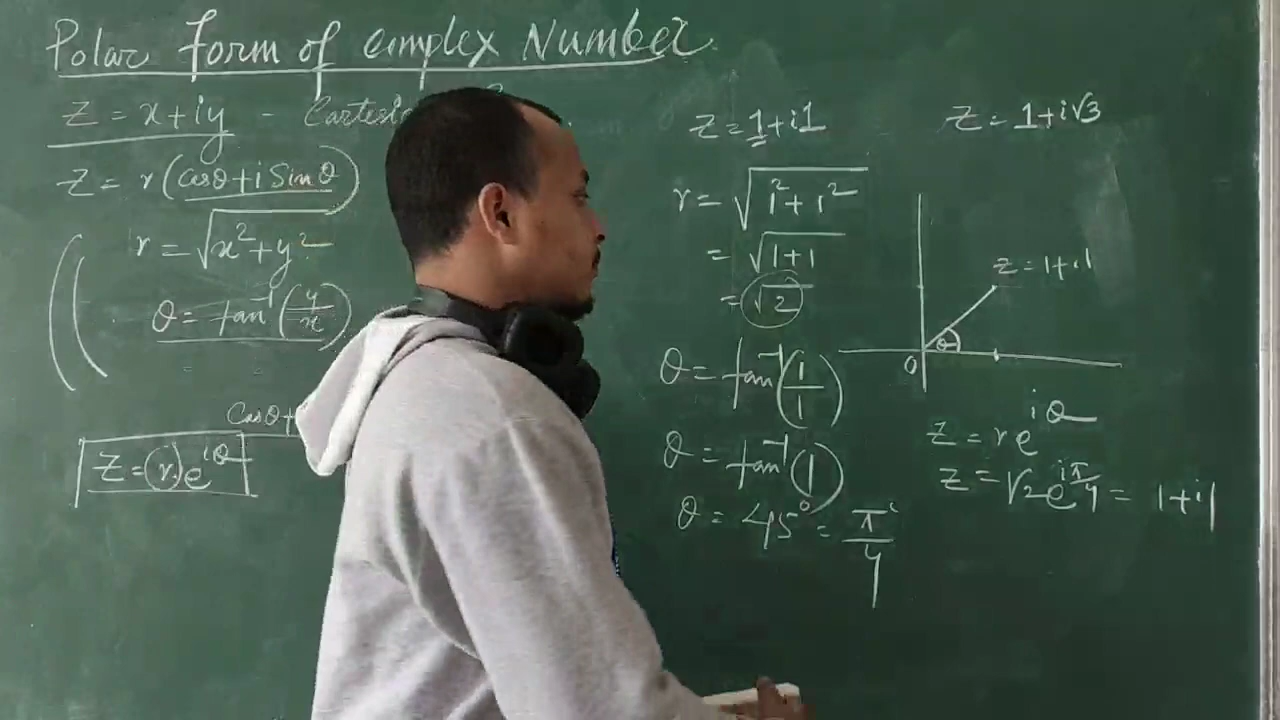 Polar Form of Complex Number
Z = x + iy -
Z = r (Cosθ + i Sinθ)
r = √x² + y²
θ = tan⁻¹ (y/x)
Cosθ +
Z = (r) e^iθ
Z = 1 + i1
r = √1² + 1²
= √1 + 1
= √2
θ = tan⁻¹ (1/1)
θ = tan⁻¹ (1)
θ = 45° = π/4
Z = 1 + i√3
Z = 1 + i1
θ
O
Z = r e^iθ
Z = √2 e^iπ/4 = 1 + i1